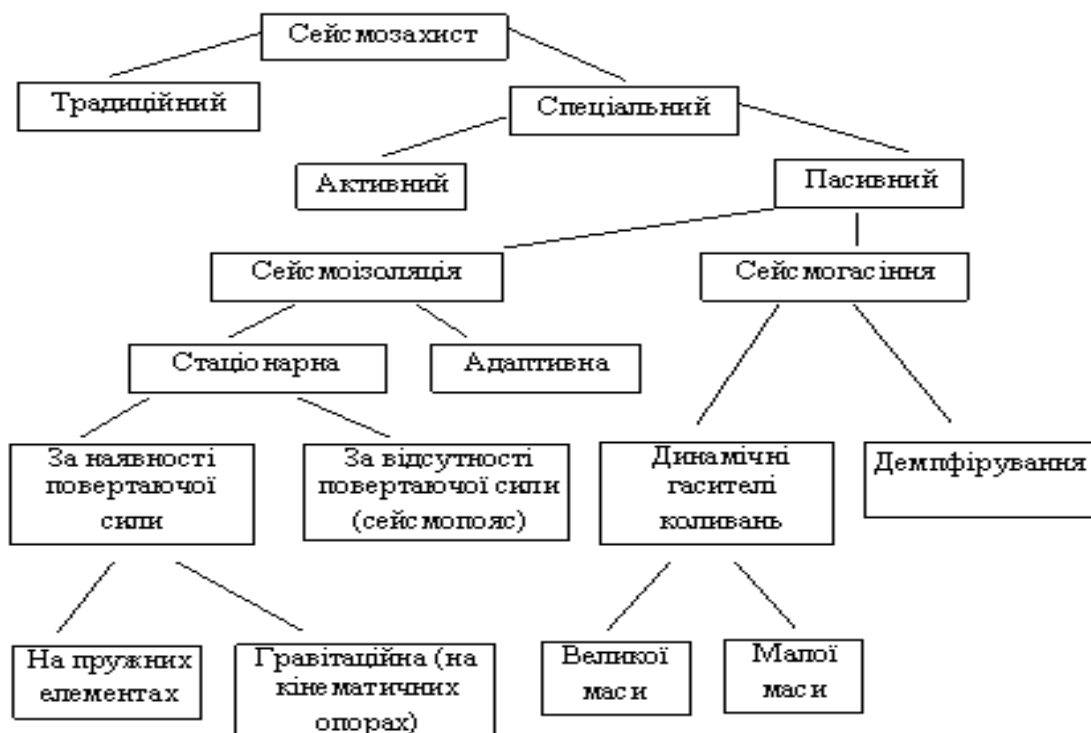 Сейсмозахист
Традиційний
Спеціальний
Активний
Пасивний
Сейсмоізоляція
Сейсмогасіння
Стаціонарна
Адаптивна
За наявності
повертаючої
сили
За відсутності
повертаючої сили
(сейсмопояс)
Динамічні
гасителі
коливань
Демпфірування
На пружних
елементах
Гравітаційна (на
кінематичних
опорах)
Великої
маси
Малої
маси